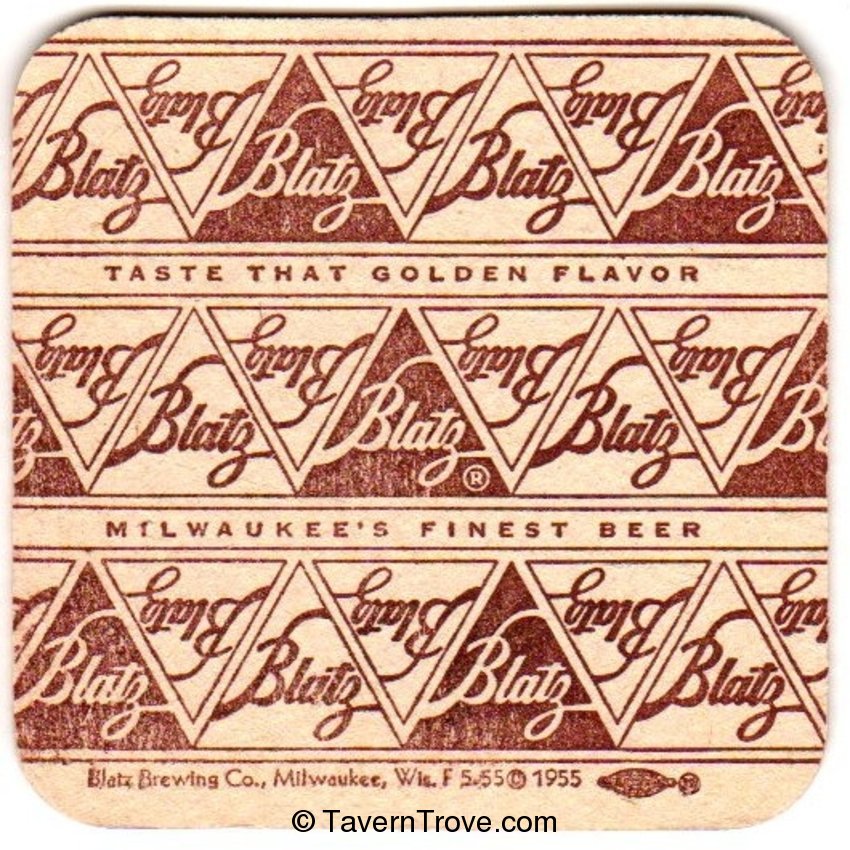 Blatz Blatz Blatz Blatz Blatz Blatz Blatz Blatz
TASTE THAT GOLDEN FLAVOR
Blatz Blatz Blatz Blatz Blatz Blatz Blatz Bl
®
MILWAUKEE'S FINEST BEER
Blatz Blatz Blatz Blatz Blatz Blatz Blatz Blatz
Blatz Brewing Co., Milwaukee, Wis. F 5-55 © 1955
© TavernTrove.com